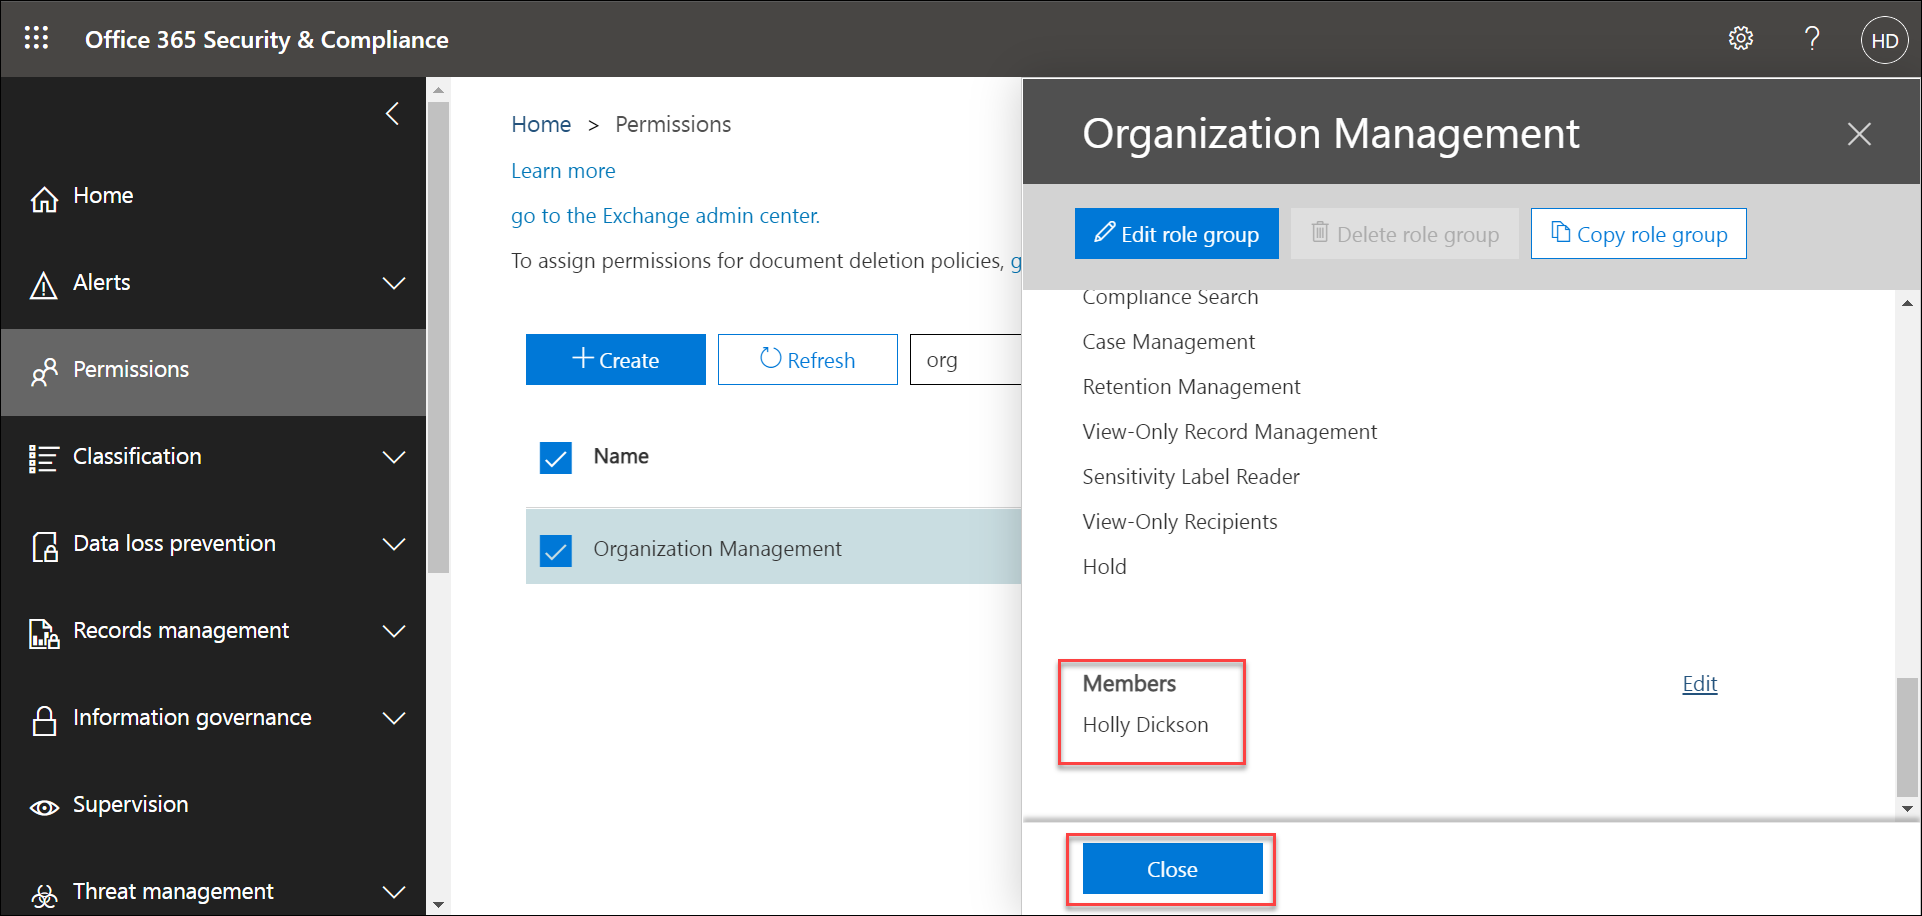 Office 365 Security & Compliance
?
HD
Home
Alerts
Permissions
Classification
Data loss prevention
Records management
Information governance
Supervision
Threat management
Home > Permissions
Learn more
go to the Exchange admin center.
To assign permissions for document deletion policies, g
Create
Refresh
org
Name
Organization Management
Organization Management
Edit role group
Delete role group
Copy role group
Compliance Search
Case Management
Retention Management
View-Only Record Management
Sensitivity Label Reader
View-Only Recipients
Hold
Members
Edit
Holly Dickson
Close